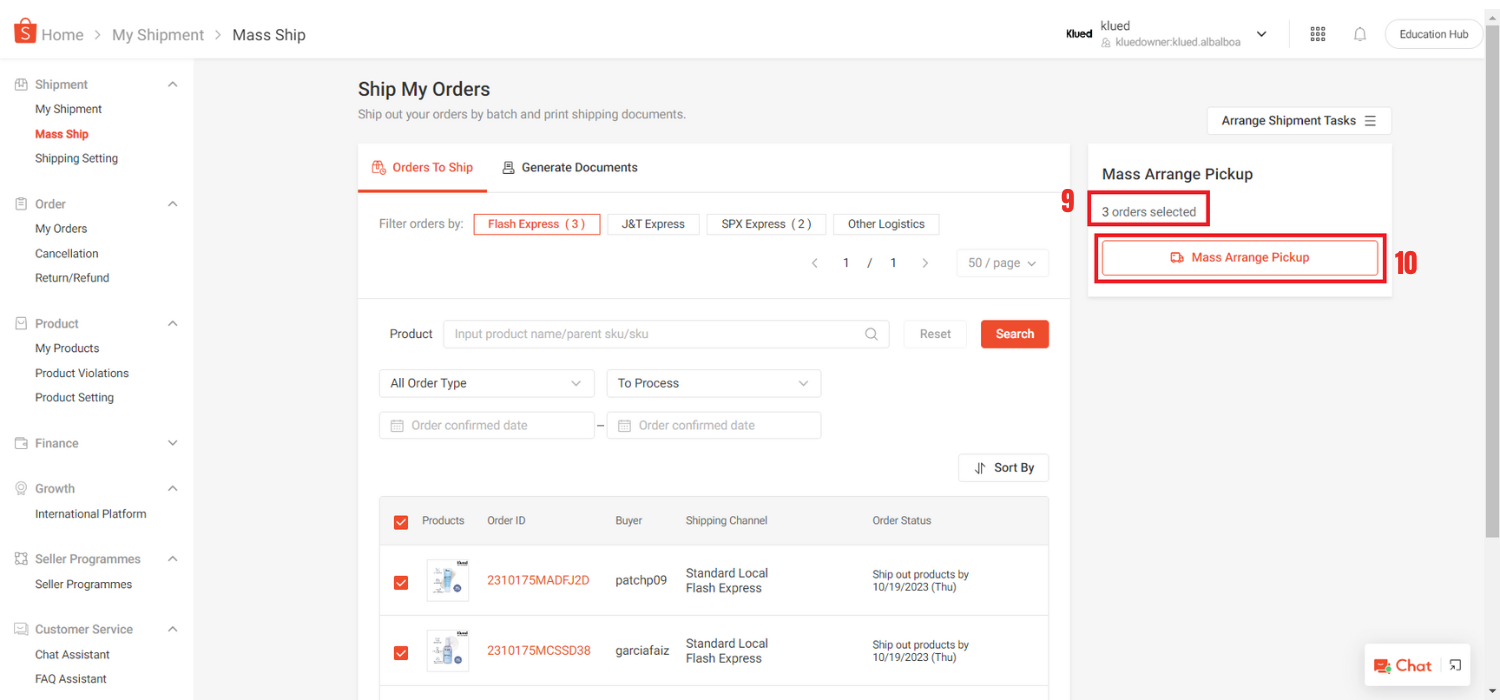 Home > My Shipment > Mass Ship
Klued
klued
kluedowner:klued.albalboa
Education Hub
Shipment
My Shipment
Mass Ship
Shipping Setting
Order
My Orders
Cancellation
Return/Refund
Product
My Products
Product Violations
Product Setting
Finance
Growth
International Platform
Seller Programmes
Seller Programmes
Customer Service
Chat Assistant
FAQ Assistant
Ship My Orders
Ship out your orders by batch and print shipping documents.
Arrange Shipment Tasks
Orders To Ship
Generate Documents
Filter orders by: Flash Express ( 3 ) J&T Express SPX Express ( 2 ) Other Logistics
< 1 / 1 > 50 / page
Product Input product name/parent sku/sku Reset Search
All Order Type To Process
Order confirmed date – Order confirmed date
Sort By
Products Order ID Buyer Shipping Channel Order Status
Klued
2310175MADFJ2D patchp09
Standard Local
Flash Express
Ship out products by
10/19/2023 (Thu)
Klued
2310175MCSSD38 garciafaiz
Standard Local
Flash Express
Ship out products by
10/19/2023 (Thu)
Mass Arrange Pickup
9
3 orders selected
Mass Arrange Pickup
10
Chat